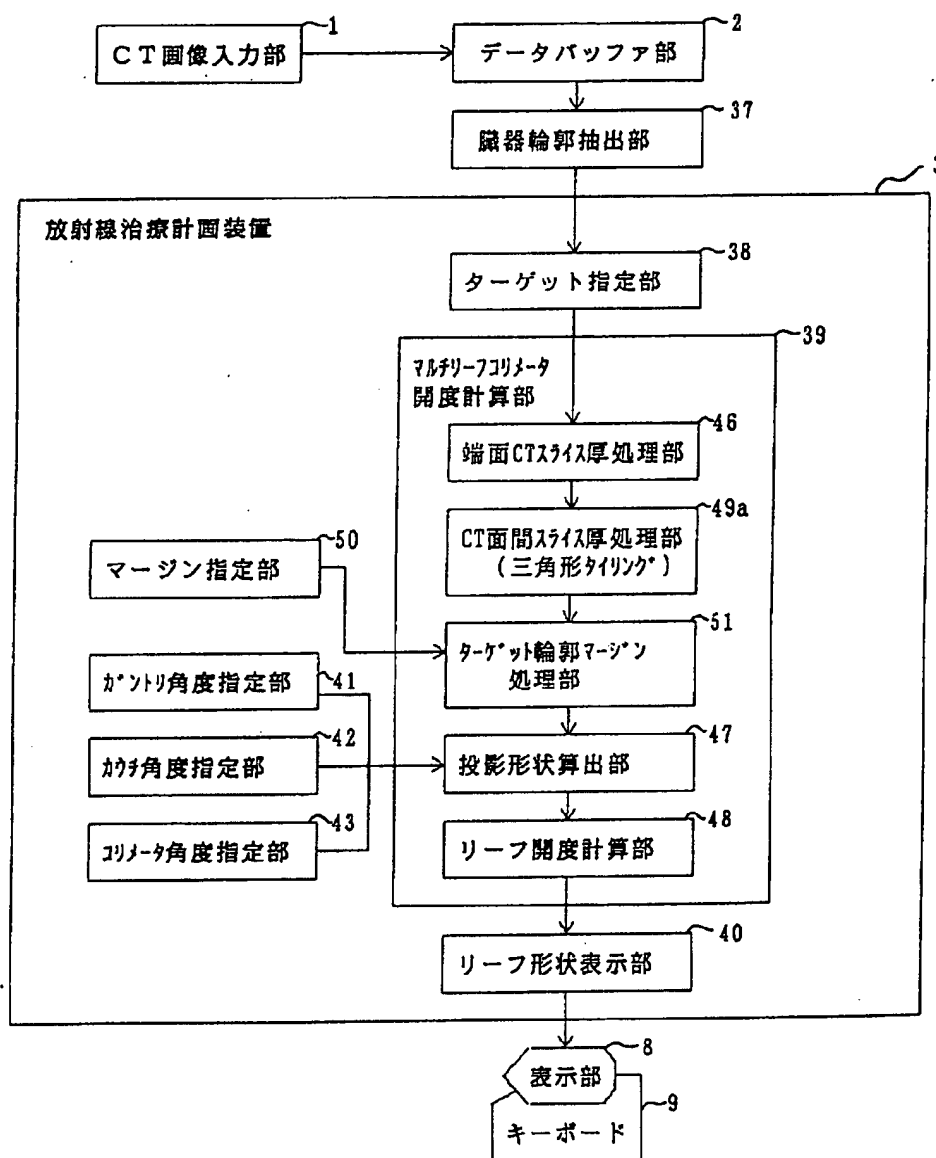 1
CT画像入力部
2
データバッファ部
37
臓器輪郭抽出部
3
放射線治療計画装置
38
ターゲット指定部
39
マルチリーフコリメータ
開度計算部
46
端面CTスライス厚処理部
49a
CT面間スライス厚処理部
(三角形タイリング)
50
マージン指定部
51
ターゲット輪郭マージン
処理部
41
ガントリ角度指定部
42
カウチ角度指定部
47
投影形状算出部
43
コリメータ角度指定部
48
リーフ開度計算部
40
リーフ形状表示部
8
表示部
9
キーボード